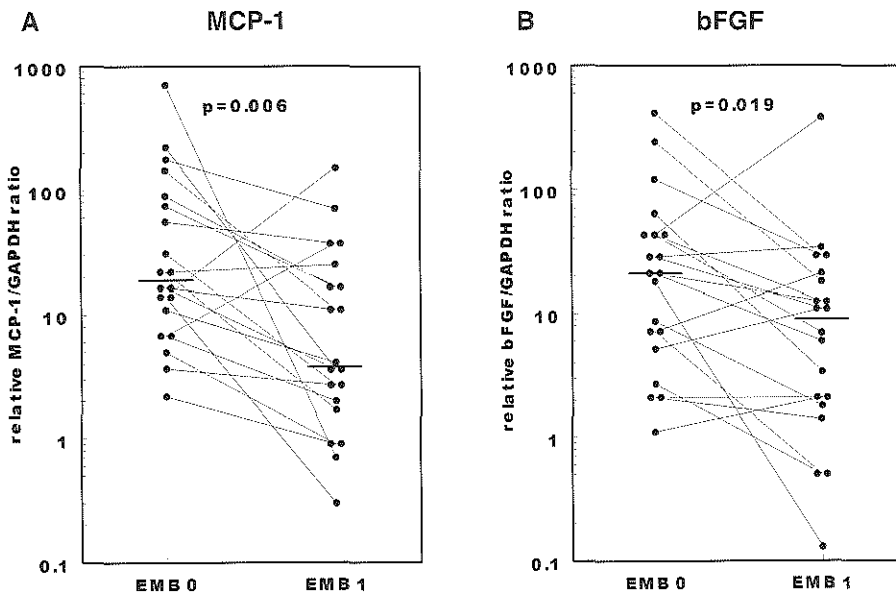 A
MCP-1
relative MCP-1/GAPDH ratio
1000
100
10
1
0.1
p=0.006
EMB 0
EMB 1
B
bFGF
relative bFGF/GAPDH ratio
1000
100
10
1
0.1
p=0.019
EMB 0
EMB 1